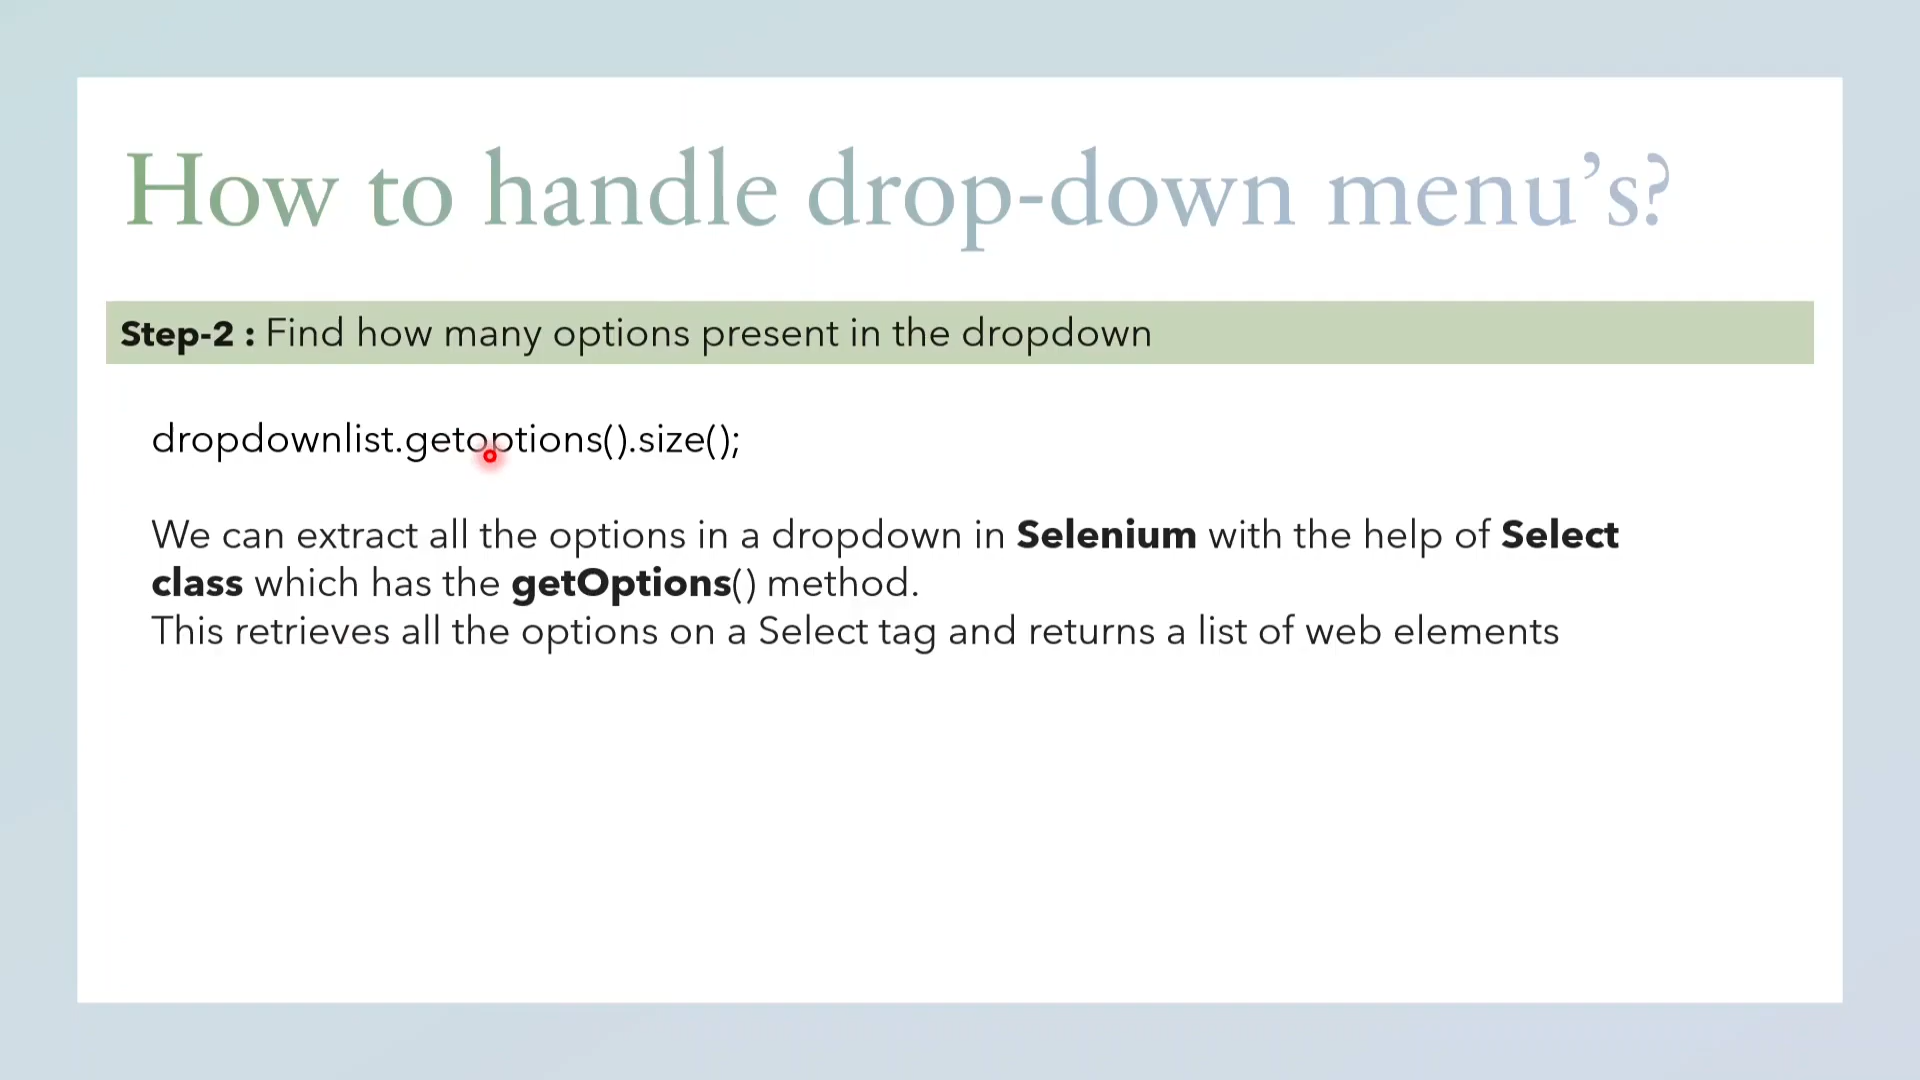 How to handle drop-down menu’s?
Step-2 : Find how many options present in the dropdown
dropdownlist.getoptions().size();
We can extract all the options in a dropdown in Selenium with the help of Select
class which has the getOptions() method.
This retrieves all the options on a Select tag and returns a list of web elements